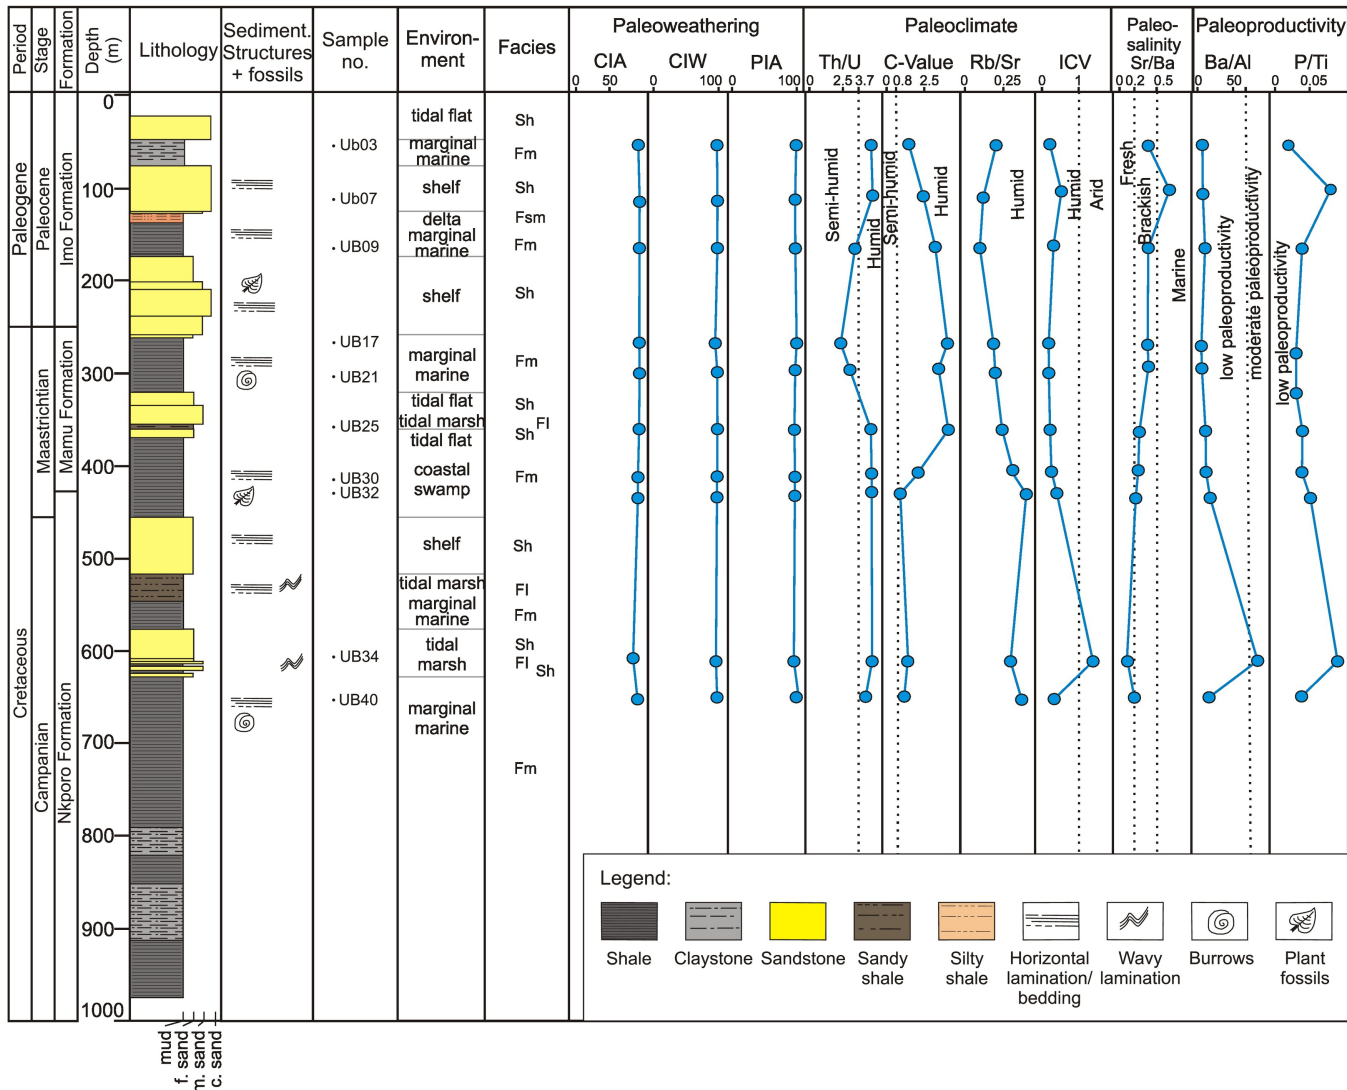 Period
Stage
Formation
Depth
(m)
Lithology
Sediment.
Structures
+ fossils
Sample
no.
Environ-
ment
Facies
Paleoweathering
CIA
0 50
CIW
0 100
PIA
0 100
Paleoclimate
Th/U
0 2.5 3.7
C-Value
0 0.8 2.5
Rb/Sr
0 0.25
ICV
0 1
Paleo-
salinity
Sr/Ba
0 0.2 0.5
Paleoproductivity
Ba/Al
0 50
P/Ti
0 0.05
Paleogene
Cretaceous
Paleocene
Maastrichtian
Campanian
Imo Formation
Mamu Formation
Nkporo Formation
0
100
200
300
400
500
600
700
800
900
1000
mud
f. sand
m. sand
c. sand
Ub03
Ub07
UB09
UB17
UB21
UB25
UB30
UB32
UB34
UB40
tidal flat
marginal
marine
shelf
delta
marginal
marine
shelf
marginal
marine
tidal flat
tidal marsh
tidal flat
coastal
swamp
shelf
tidal marsh
marginal
marine
tidal
marsh
marginal
marine
Sh
Fm
Sh
Fsm
Fm
Sh
Fm
Sh
Fl
Sh
Fm
Sh
Fl
Fm
Sh
Fl
Sh
Fm
Semi-humid
Humid
Semi-humid
Humid
Humid
Humid
Arid
Fresh
Brackish
Marine
low paleoproductivity
moderate paleoproductivity
low paleoproductivity
Legend:
Shale
Claystone
Sandstone
Sandy
shale
Silty
shale
Horizontal
lamination/
bedding
Wavy
lamination
Burrows
Plant
fossils